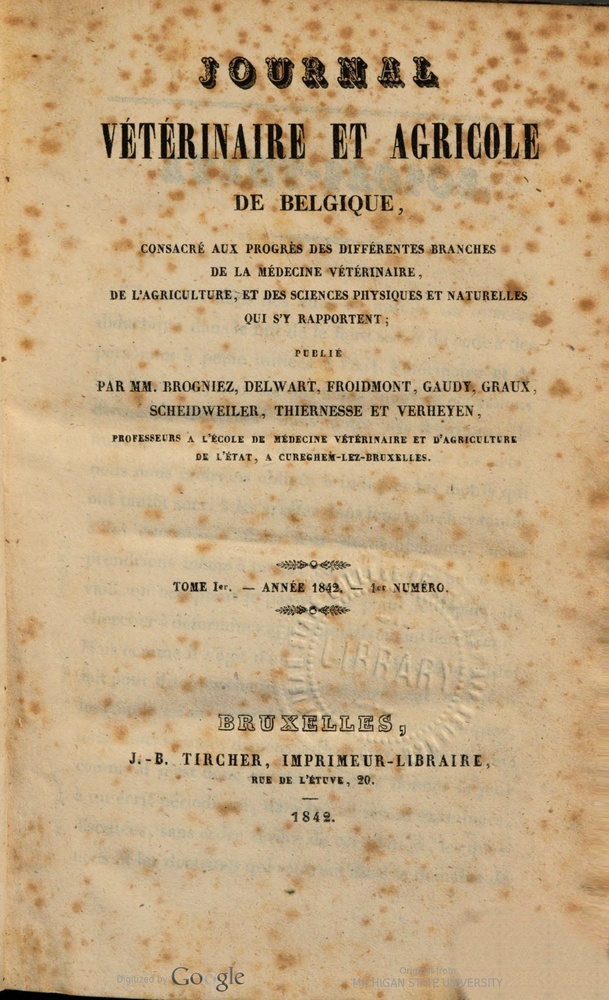 JOURNAL
VÉTÉRINAIRE ET AGRICOLE
DE BELGIQUE,
CONSACRÉ AUX PROGRÈS DES DIFFÉRENTES BRANCHES
DE LA MÉDECINE VÉTÉRINAIRE,
DE L'AGRICULTURE, ET DES SCIENCES PHYSIQUES ET NATURELLES
QUI S'Y RAPPORTENT;
PUBLIÉ
PAR MM. BROGNIEZ, DELWART, FROIDMONT, GAUDY, GRAUX,
SCHEIDWEILER, THIERNESSE ET VERHEYEN,
PROFESSEURS A L'ÉCOLE DE MÉDECINE VÉTÉRINAIRE ET D'AGRICULTURE
DE L'ÉTAT, A CUREGHEM-LEZ-BRUXELLES.
TOME Ier. — ANNÉE 1842. — 1er NUMÉRO.
LIBRARY
BRUXELLES,
J.-B. TIRCHER, IMPRIMEUR-LIBRAIRE,
RUE DE L'ÉTUVE, 20.
1842.
Digitized by Google
Original from
MICHIGAN STATE UNIVERSITY